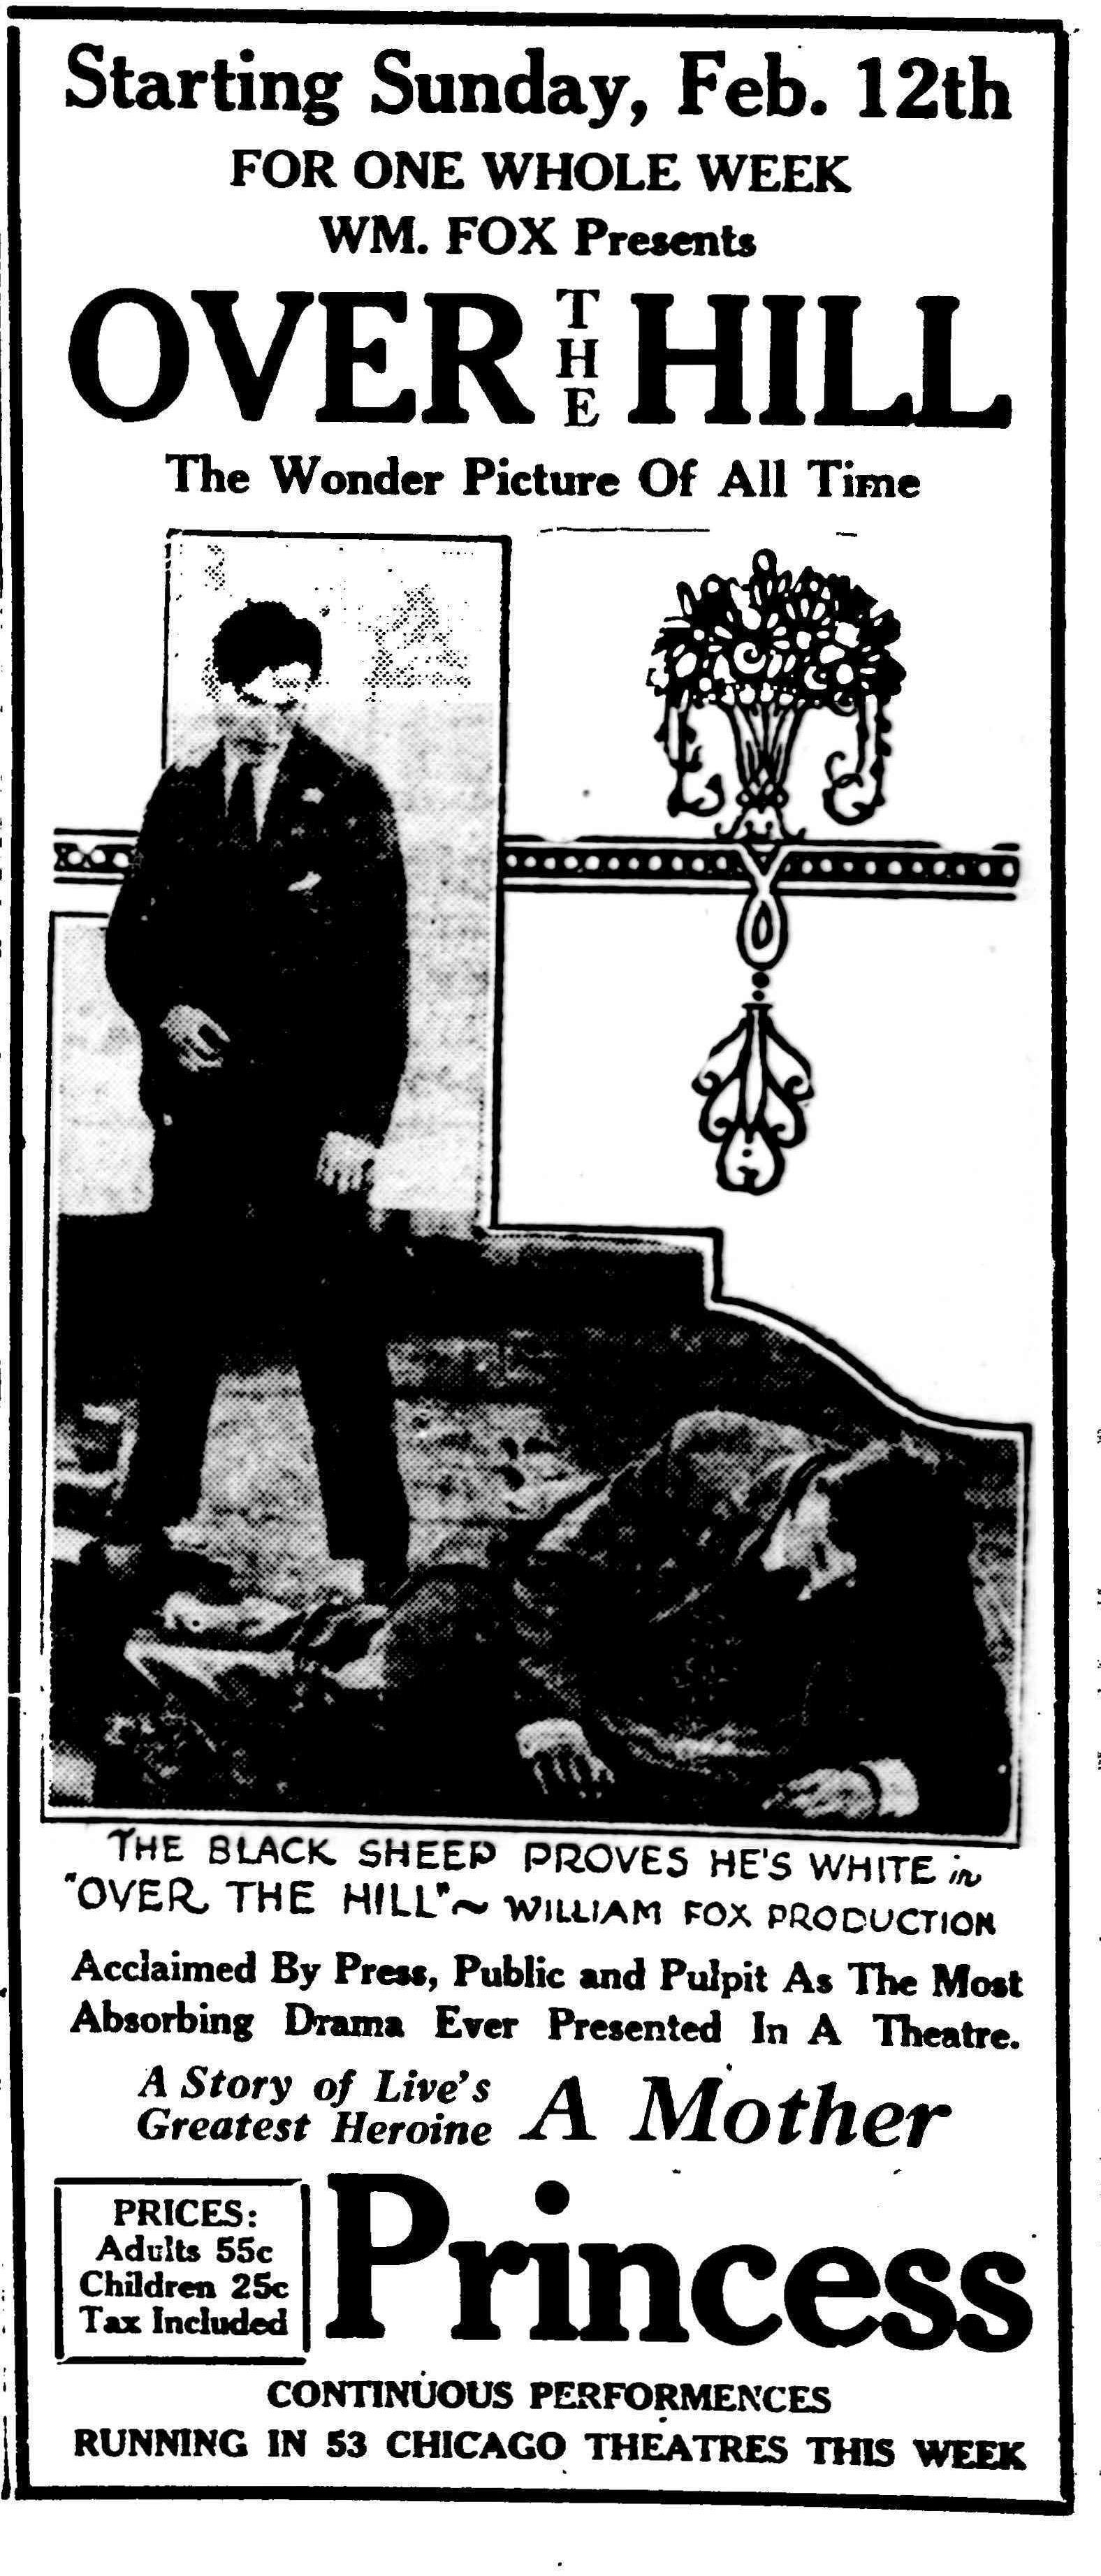 Starting Sunday, Feb. 12th
FOR ONE WHOLE WEEK
WM. FOX Presents
OVER THE HILL
The Wonder Picture Of All Time
THE BLACK SHEEP PROVES HE'S WHITE in
"OVER THE HILL"~ WILLIAM FOX PRODUCTION
Acclaimed By Press, Public and Pulpit As The Most
Absorbing Drama Ever Presented In A Theatre.
A Story of Live's
Greatest Heroine
A Mother
PRICES:
Adults 55c
Children 25c
Tax Included
Princess
CONTINUOUS PERFORMENCES
RUNNING IN 53 CHICAGO THEATRES THIS WEEK